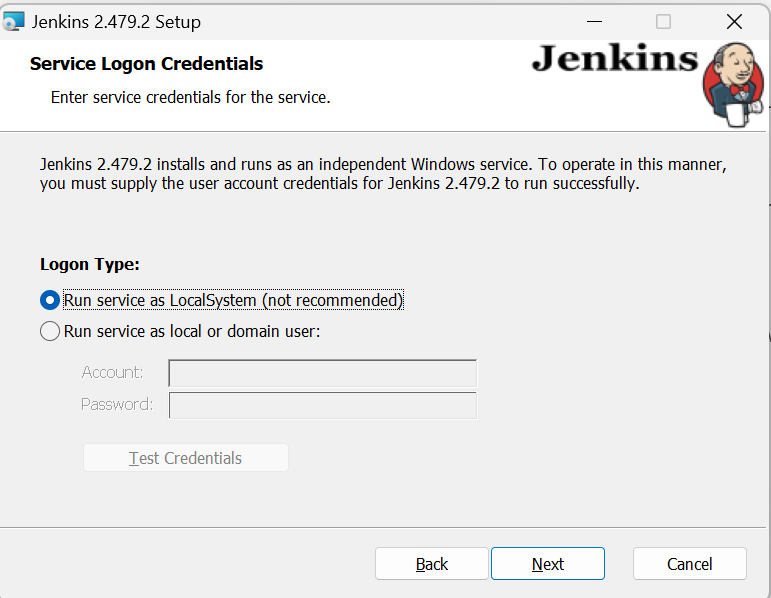 Jenkins 2.479.2 Setup
Service Logon Credentials
Jenkins
Enter service credentials for the service.
Jenkins 2.479.2 installs and runs as an independent Windows service. To operate in this manner,
you must supply the user account credentials for Jenkins 2.479.2 to run successfully.
Logon Type:
Run service as LocalSystem (not recommended)
Run service as local or domain user:
Account:
Password:
Test Credentials
Back Next Cancel